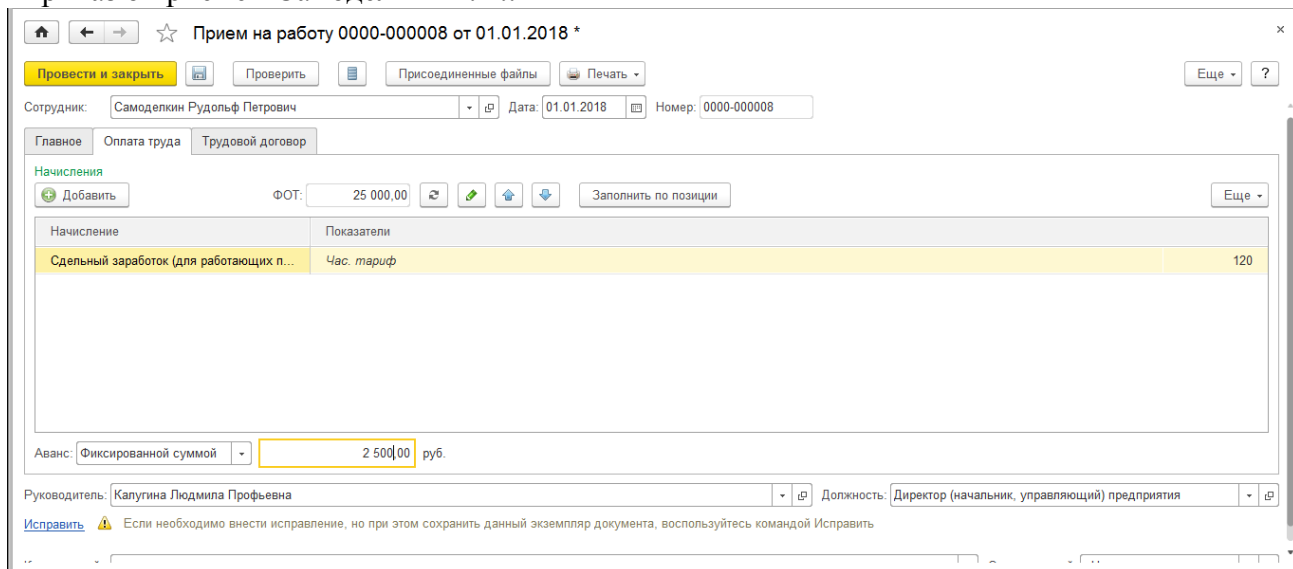 Прием на работу 0000-000008 от 01.01.2018 *
Провести и закрыть Проверить Присоединенные файлы Печать Еще ?
Сотрудник: Самоделкин Рудольф Петрович Дата: 01.01.2018 Номер: 0000-000008
Главное Оплата труда Трудовой договор
Начисления
Добавить ФОТ: 25 000,00 Заполнить по позиции Еще
Начисление Показатели
Сдельный заработок (для работающих п... Час. тариф 120
Аванс: Фиксированной суммой 2 500,00 руб.
Руководитель: Калугина Людмила Профьевна Должность: Директор (начальник, управляющий) предприятия
Исправить Если необходимо внести исправление, но при этом сохранить данный экземпляр документа, воспользуйтесь командой Исправить